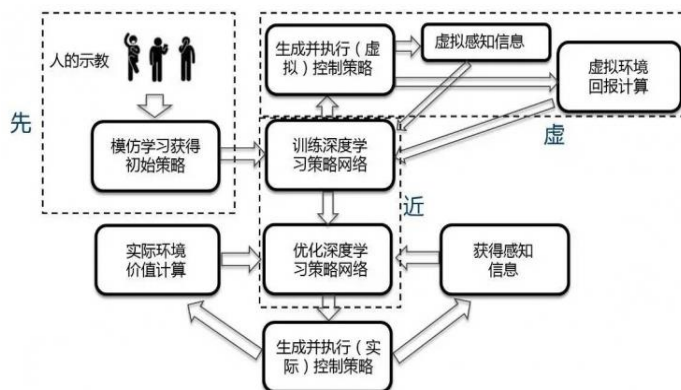 人的示教
先
模仿学习获得
初始策略
生成并执行（虚
拟）控制策略
虚拟感知信息
虚拟环境
回报计算
虚
训练深度学
习策略网络
近
实际环境
价值计算
优化深度学
习策略网络
获得感知
信息
生成并执行（实
际）控制策略